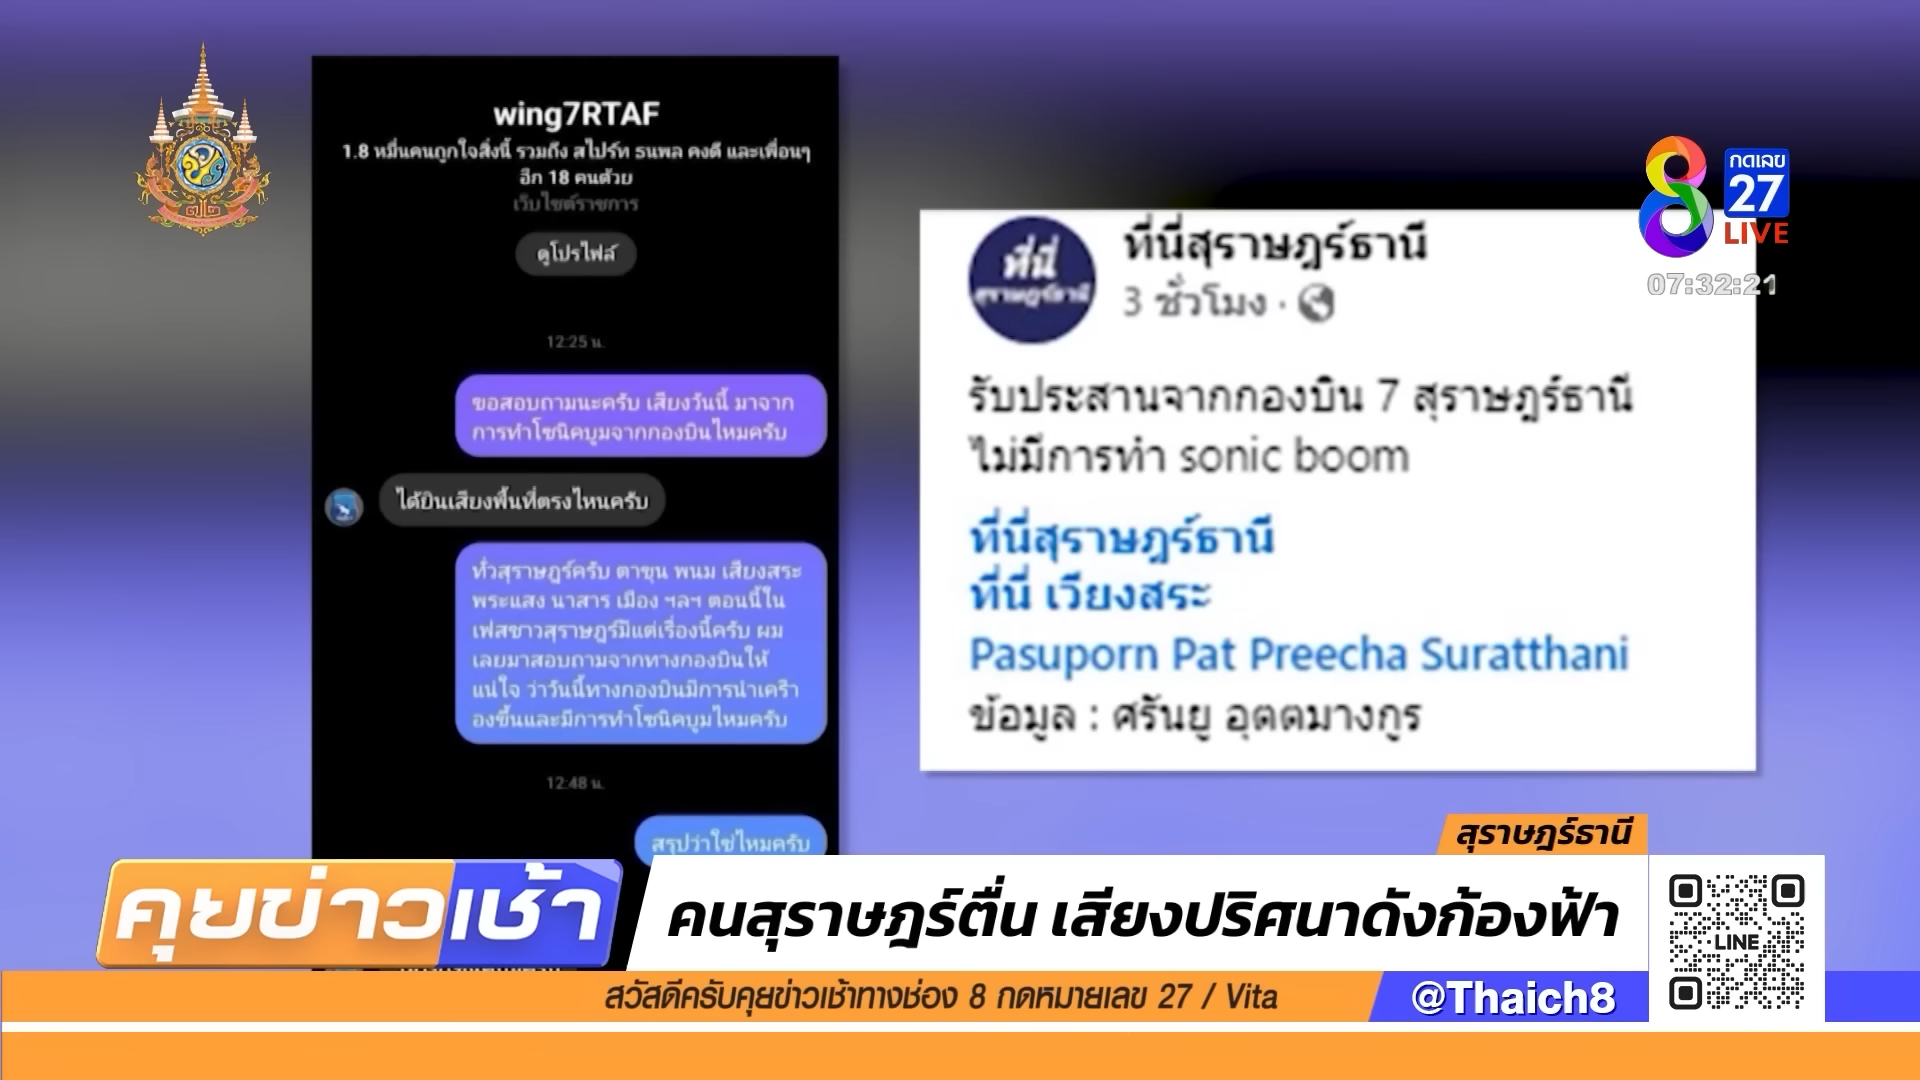 wing7RTAF
1.8 หมื่นคนถูกใจสิ่งนี้ รวมถึง สไปร์ท ธนพล คงดี และเพื่อนๆ
อีก 18 คนด้วย
เว็บไซต์ราชการ
ดูโปรไฟล์
12:25 น.
ขอสอบถามนะครับ เสียงวันนี้ มาจาก
การทำโซนิคบูมจากกองบินไหมครับ
ได้ยินเสียงพื้นที่ตรงไหนครับ
ทั่วสุราษฎร์ครับ ตาขุน พนม เสียงสระ
พระแสง นาสาร เมือง ฯลฯ ตอนนี้ใน
เฟสชาวสุราษฎร์มีแต่เรื่องนี้ครับ ผม
เลยมาสอบถามจากทางกองบินให้
แน่ใจ ว่าวันนี้ทางกองบินมีการนำเครื่
องขึ้นและมีการทำโซนิคบูมไหมครับ
12:48 น.
สรุปว่าใช่ไหมครับ
ที่นี่
สุราษฎร์ธานี
ที่นี่สุราษฎร์ธานี
3 ชั่วโมง ·
รับประสานจากกองบิน 7 สุราษฎร์ธานี
ไม่มีการทำ sonic boom
ที่นี่สุราษฎร์ธานี
ที่นี่ เวียงสระ
Pasuporn Pat Preecha Suratthani
ข้อมูล : ศรันยู อุตตมางกูร
8
กดเลข
27
LIVE
07:32:21
สุราษฎร์ธานี
คุยข่าวเช้า
คนสุราษฎร์ตื่น เสียงปริศนาดังก้องฟ้า
LINE
สวัสดีครับคุยข่าวเช้าทางช่อง 8 กดหมายเลข 27 / Vita
@Thaich8